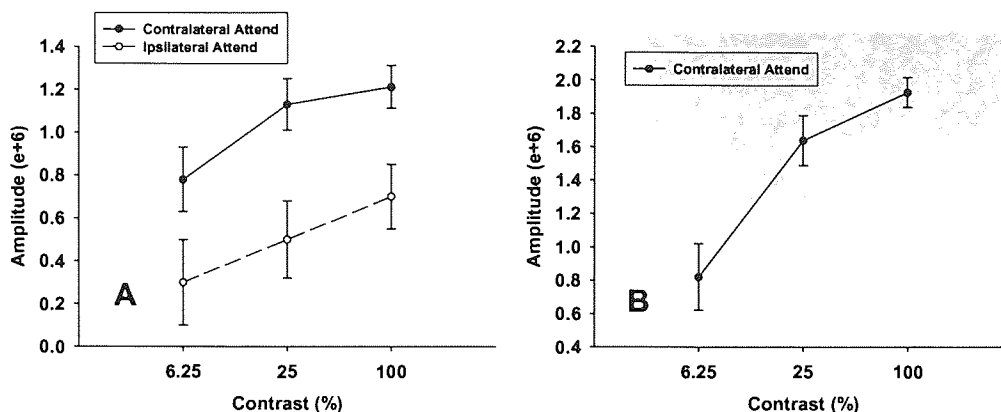 Contralateral Attend
Ipsilateral Attend
1.4
1.2
1.0
0.8
0.6
0.4
0.2
0.0
Amplitude (e+6)
A
6.25 25 100
Contrast (%)
Contralateral Attend
2.2
2.0
1.8
1.6
1.4
1.2
1.0
0.8
0.6
0.4
Amplitude (e+6)
B
6.25 25 100
Contrast (%)